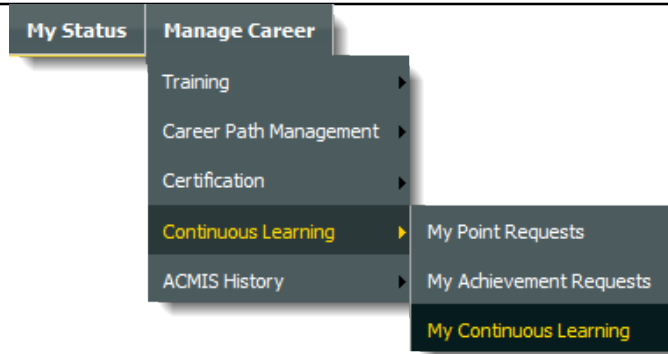 My Status Manage Career
Training
Career Path Management
Certification
Continuous Learning My Point Requests
ACMIS History My Achievement Requests
My Continuous Learning